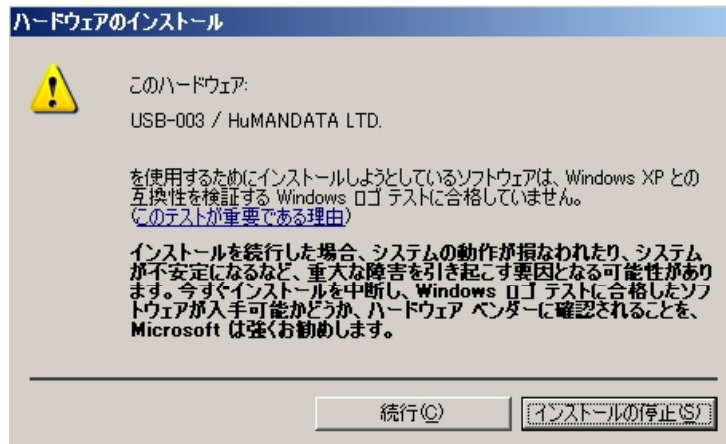 ハードウェアのインストール
このハードウェア:
USB-003 / HuMANDATA LTD.
を使用するためにインストールしようとしているソフトウェアは、Windows XP との
互換性を検証する Windows ロゴ テストに合格していません。
(このテストが重要である理由)
インストールを続行した場合、システムの動作が損なわれたり、システム
が不安定になるなど、重大な障害を引き起こす要因となる可能性があり
ます。今すぐインストールを中断し、Windows ロゴ テストに合格したソフ
トウェアが入手可能かどうか、ハードウェア ベンダーに確認されることを、
Microsoft は強くお勧めします。
続行(C)
インストールの停止(S)